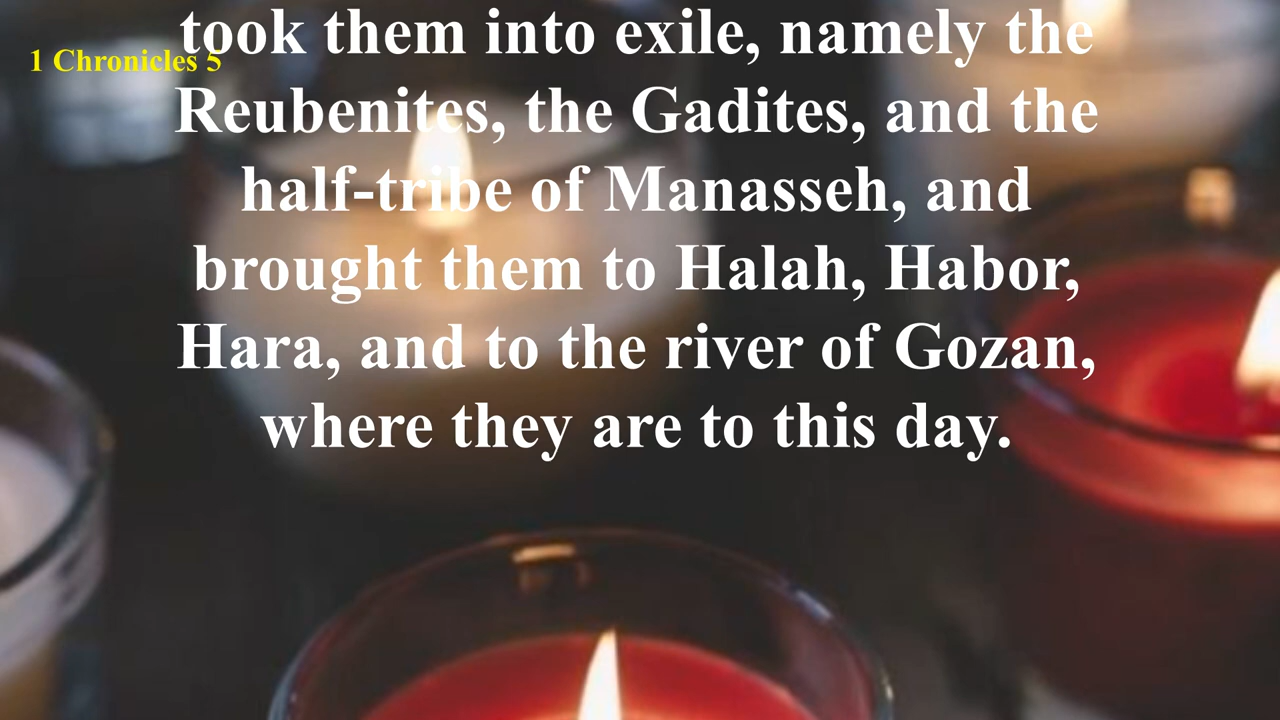 took them into exile, namely the
1 Chronicles 5
Reubenites, the Gadites, and the
half-tribe of Manasseh, and
brought them to Halah, Habor,
Hara, and to the river of Gozan,
where they are to this day.